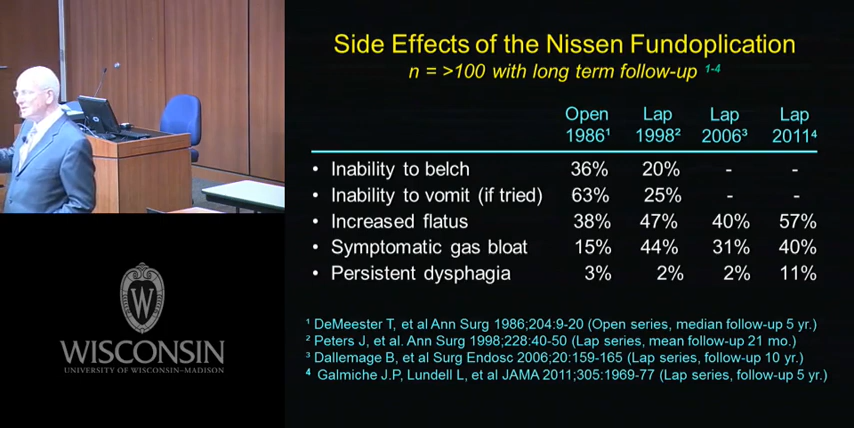 Side Effects of the Nissen Fundoplication
n = >100 with long term follow-up ¹⁻⁴
Open Lap Lap Lap
1986¹ 1998² 2006³ 2011⁴
• Inability to belch 36% 20% - -
• Inability to vomit (if tried) 63% 25% - -
• Increased flatus 38% 47% 40% 57%
• Symptomatic gas bloat 15% 44% 31% 40%
• Persistent dysphagia 3% 2% 2% 11%
¹ DeMeester T, et al Ann Surg 1986;204:9-20 (Open series, median follow-up 5 yr.)
² Peters J, et al. Ann Surg 1998;228:40-50 (Lap series, mean follow-up 21 mo.)
³ Dallemage B, et al Surg Endosc 2006;20:159-165 (Lap series, follow-up 10 yr.)
⁴ Galmiche J.P, Lundell L, et al JAMA 2011;305:1969-77 (Lap series, follow-up 5 yr.)
W
WISCONSIN
UNIVERSITY OF WISCONSIN–MADISON